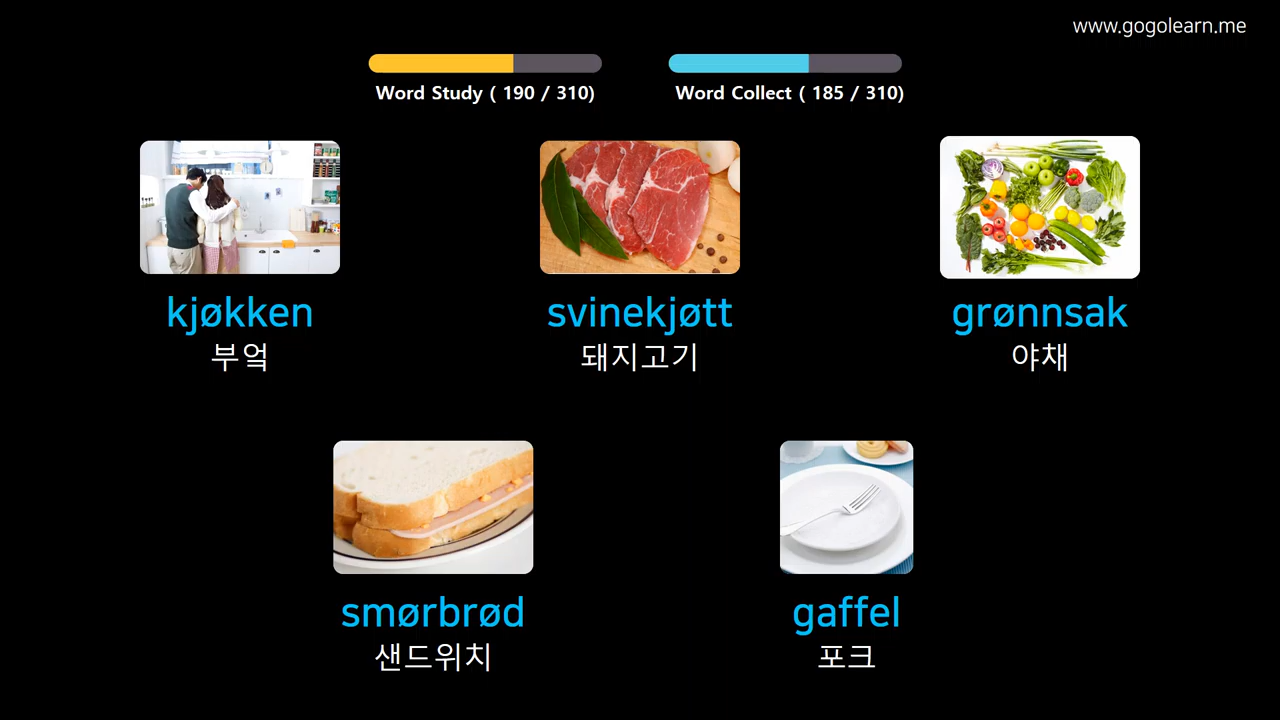 www.gogolearn.me
Word Study ( 190 / 310)
Word Collect ( 185 / 310)
kjøkken
부엌
svinekjøtt
돼지고기
grønnsak
야채
smørbrød
샌드위치
gaffel
포크